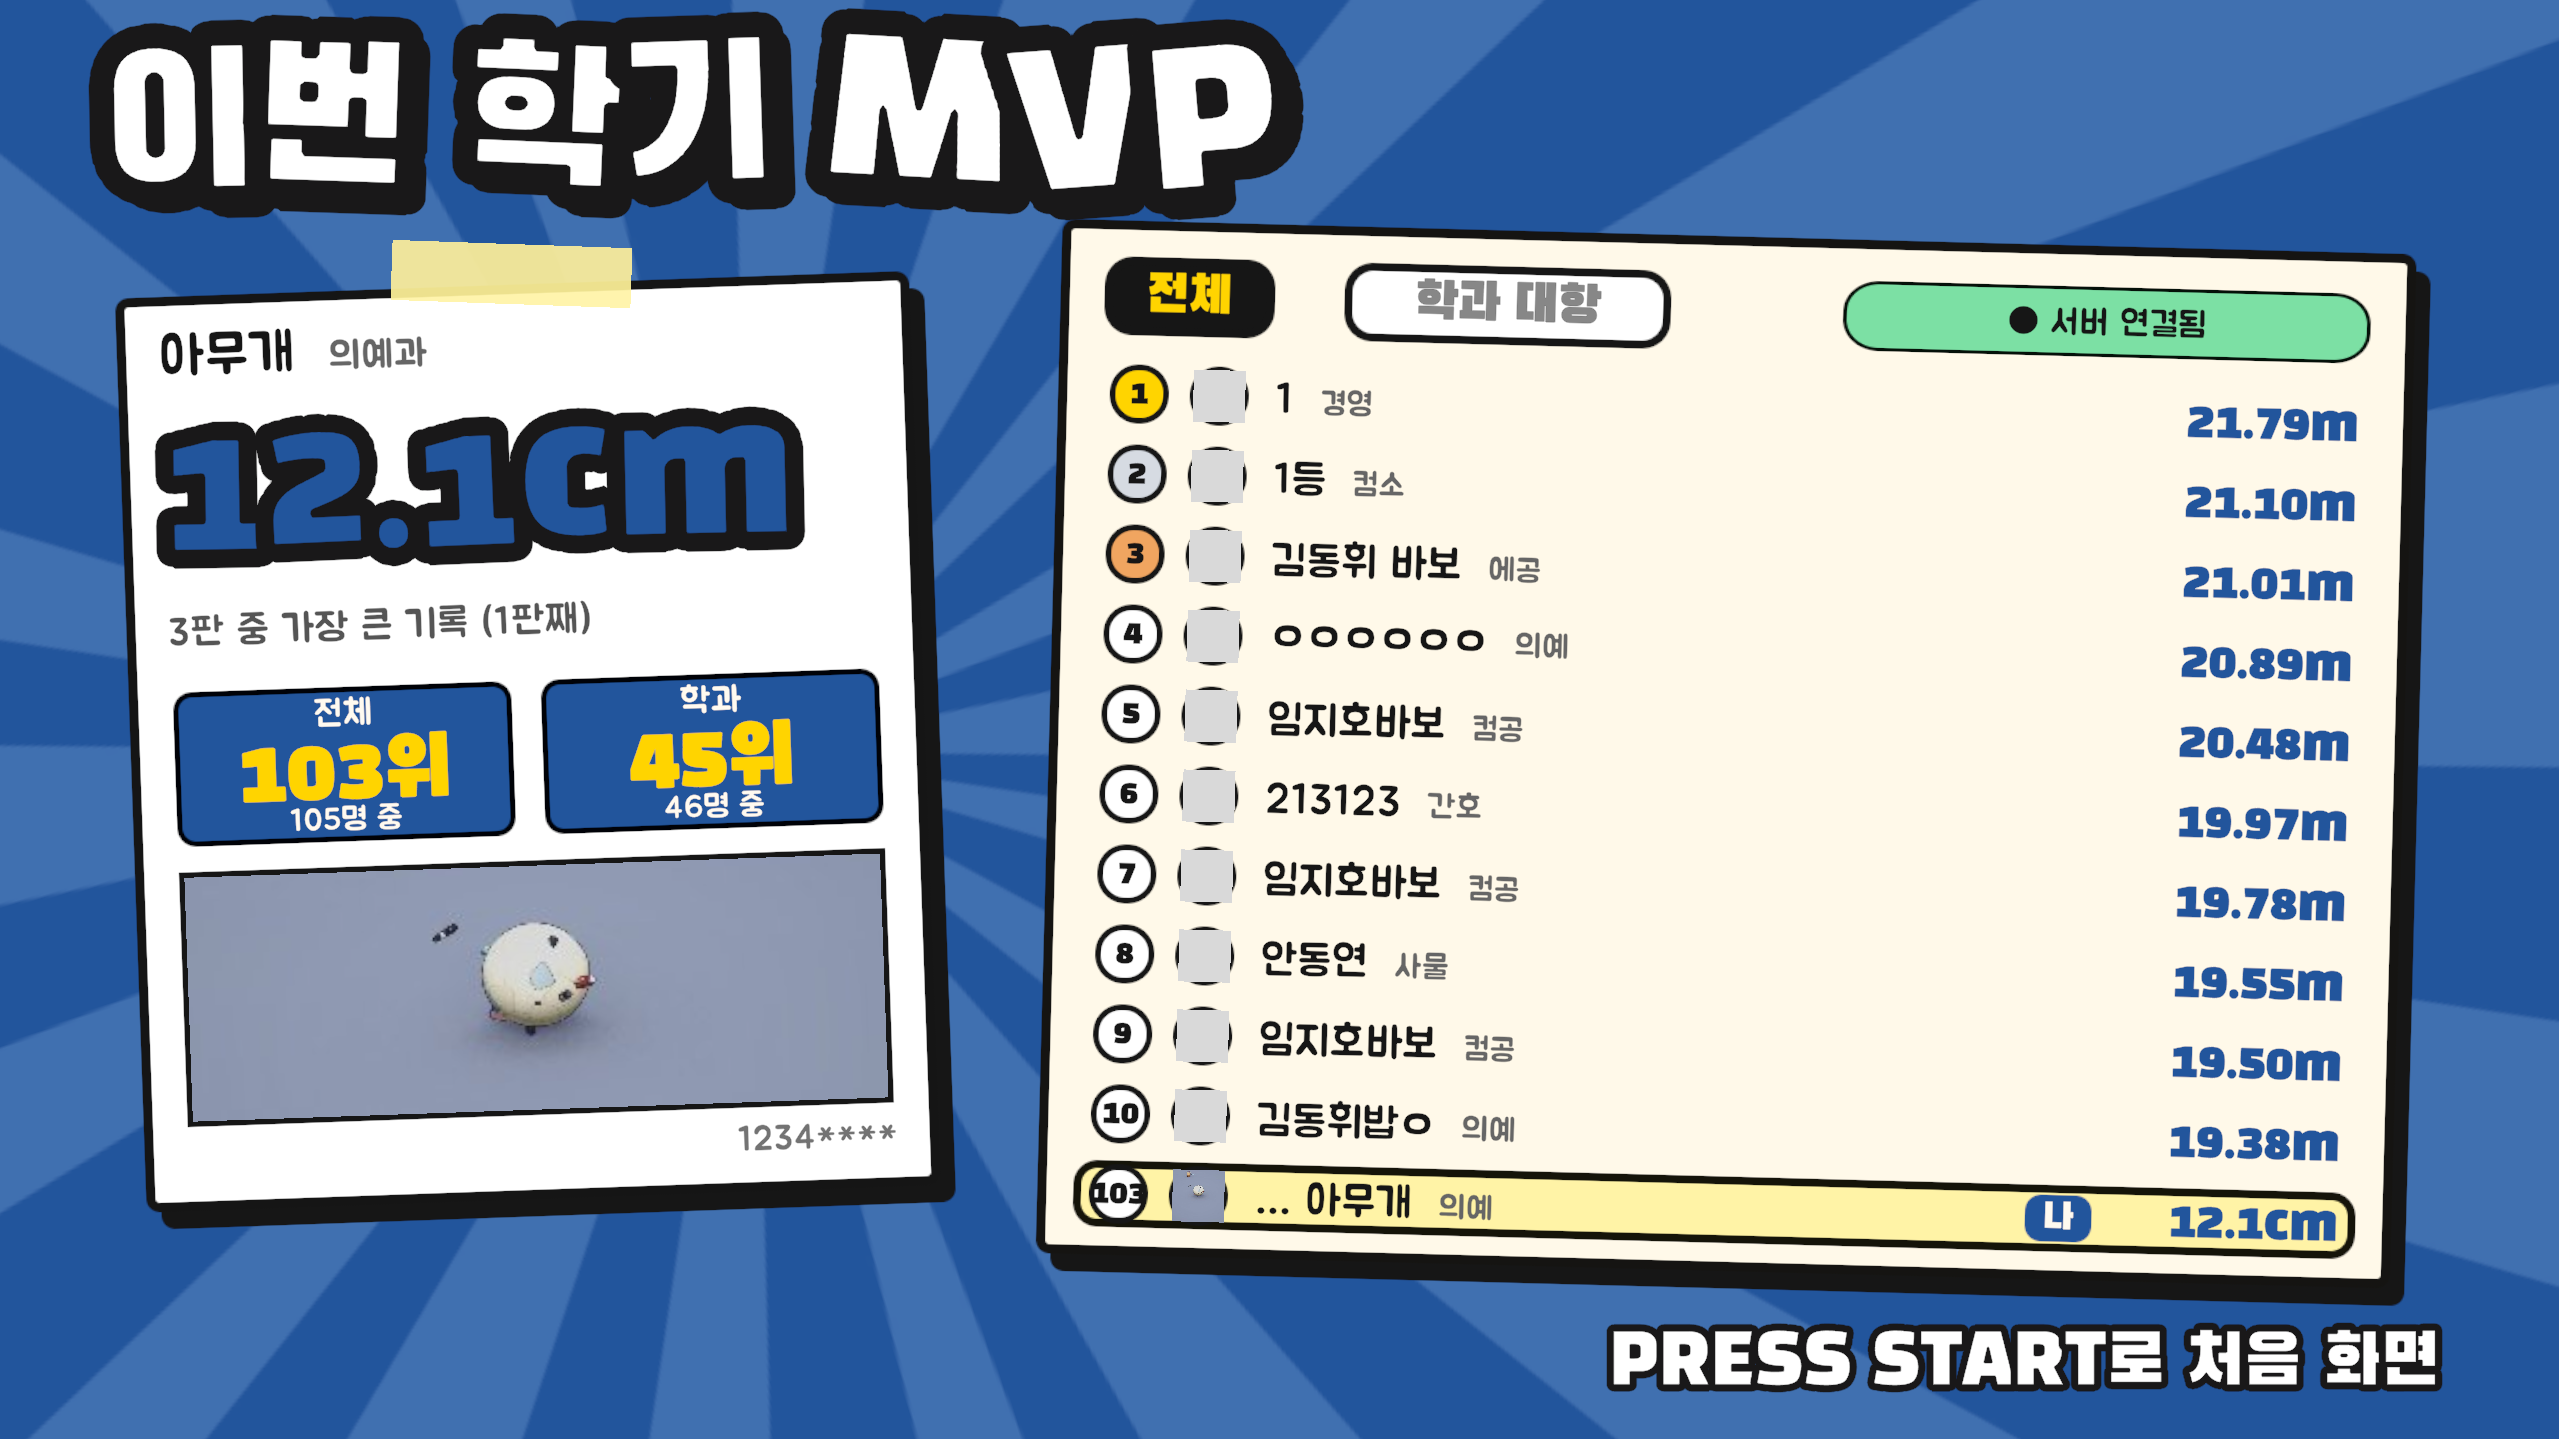 이번 학기 MVP
아무개 의예과
12.1cm
3판 중 가장 큰 기록 (1판째)
전체
103위
105명 중
학과
45위
46명 중
1234****
전체 학과 대항 ● 서버 연결됨
1 1 경영 21.79m
2 1등 컴소 21.10m
3 김동휘 바보 에공 21.01m
4 ㅇㅇㅇㅇㅇㅇ 의예 20.89m
5 임지호바보 컴공 20.48m
6 213123 간호 19.97m
7 임지호바보 컴공 19.78m
8 안동연 사물 19.55m
9 임지호바보 컴공 19.50m
10 김동휘밥ㅇ 의예 19.38m
103 ... 아무개 의예 나 12.1cm
PRESS START로 처음 화면